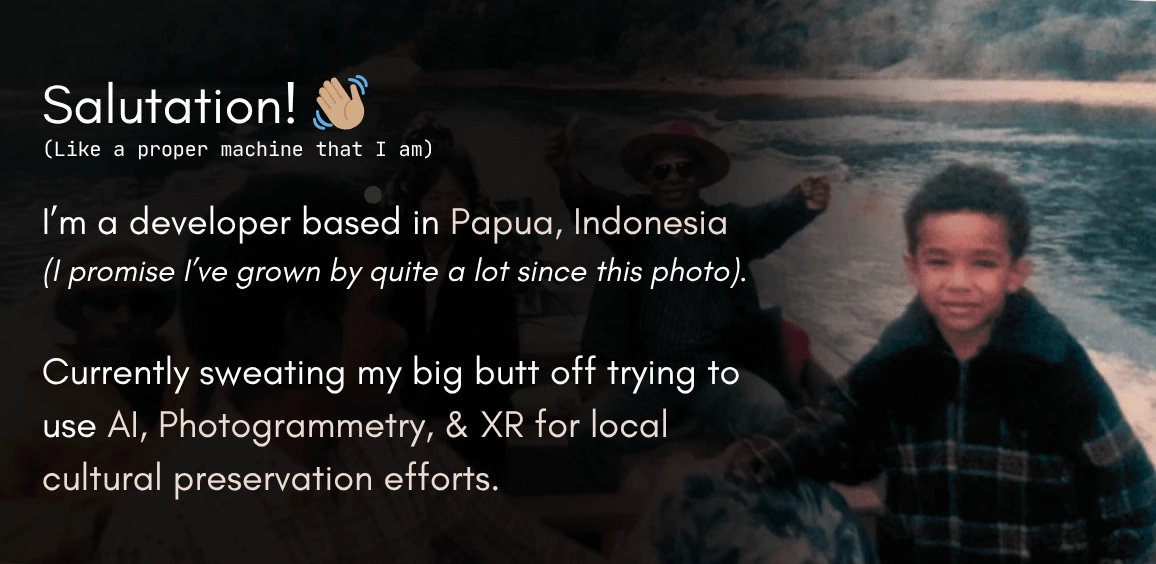 Salutation! 👋🏼
(Like a proper machine that I am)
I’m a developer based in Papua, Indonesia
(I promise I’ve grown by quite a lot since this photo).
Currently sweating my big butt off trying to
use AI, Photogrammetry, & XR for local
cultural preservation efforts.